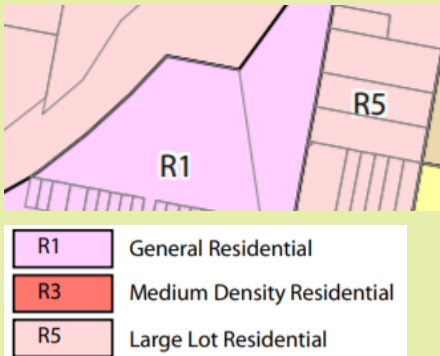 R5
R1
R1 General Residential
R3 Medium Density Residential
R5 Large Lot Residential